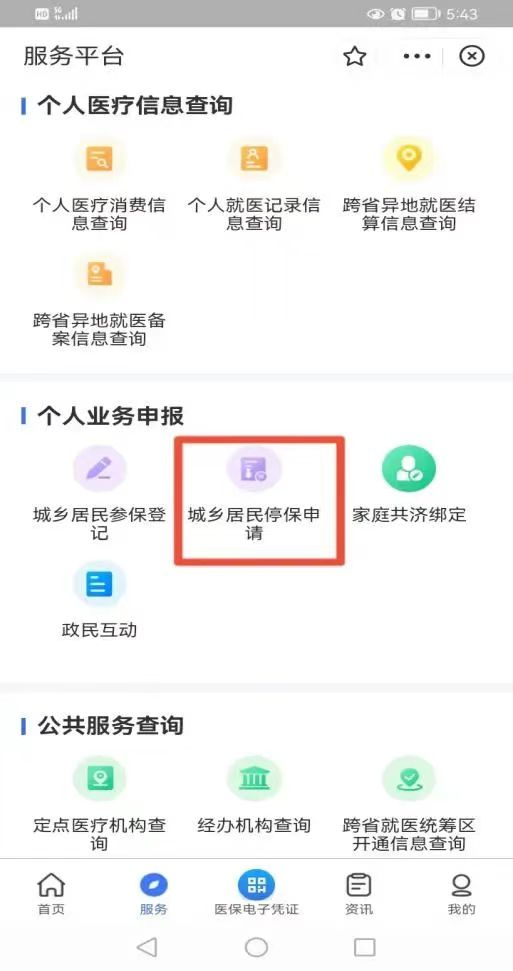 HD 5G 5:43
服务平台
个人医疗信息查询
个人医疗消费信 个人就医记录信 跨省异地就医结
息查询 息查询 算信息查询
跨省异地就医备
案信息查询
个人业务申报
城乡居民参保登 城乡居民停保申 家庭共济绑定
记 请
政民互动
公共服务查询
定点医疗机构查 经办机构查询 跨省就医统筹区
询 开通信息查询
首页 服务 医保电子凭证 资讯 我的